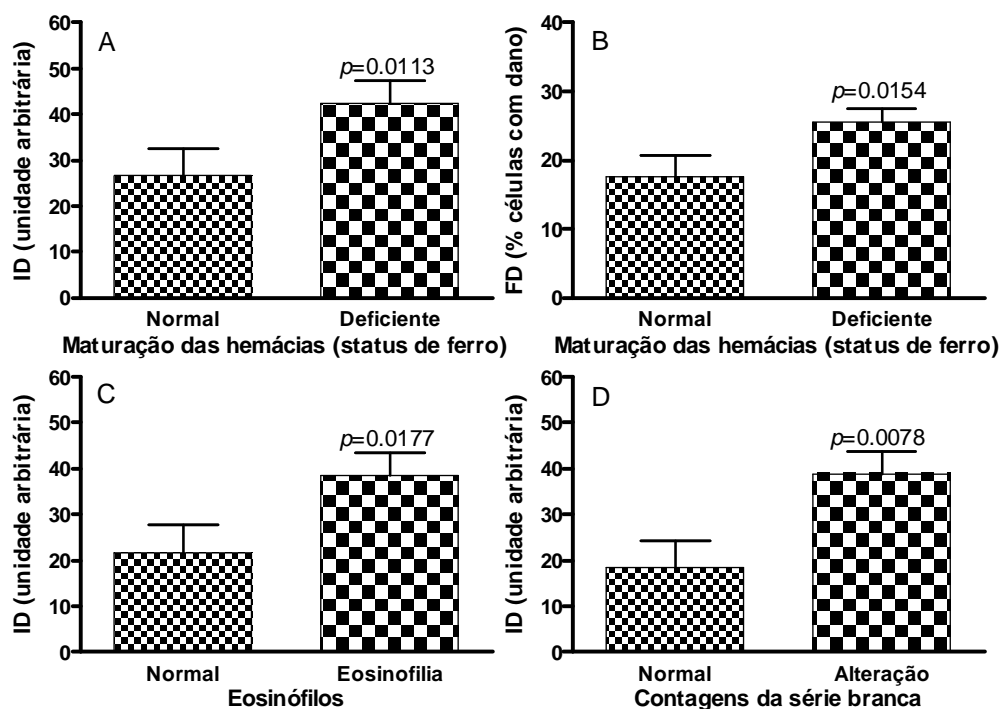 A
ID (unidade arbitrária)
60
50
40
30
20
10
0
p=0.0113
Normal
Deficiente
Maturação das hemácias (status de ferro)
B
FD (% células com dano)
40
30
20
10
0
p=0.0154
Normal
Deficiente
Maturação das hemácias (status de ferro)
C
ID (unidade arbitrária)
60
50
40
30
20
10
0
p=0.0177
Normal
Eosinofilia
Eosinófilos
D
ID (unidade arbitrária)
60
50
40
30
20
10
0
p=0.0078
Normal
Alteração
Contagens da série branca